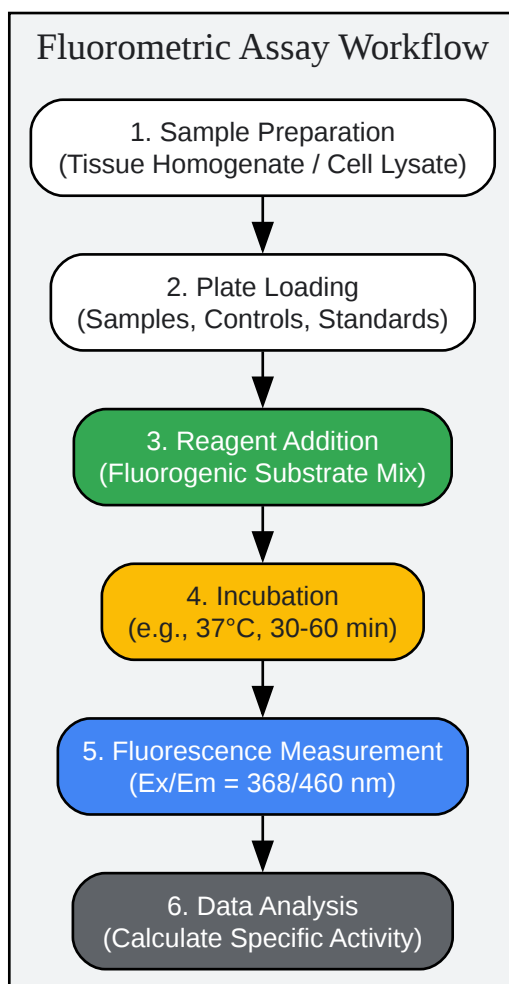 Fluorometric Assay Workflow
1. Sample Preparation
(Tissue Homogenate / Cell Lysate)
2. Plate Loading
(Samples, Controls, Standards)
3. Reagent Addition
(Fluorogenic Substrate Mix)
4. Incubation
(e.g., 37°C, 30-60 min)
5. Fluorescence Measurement
(Ex/Em = 368/460 nm)
6. Data Analysis
(Calculate Specific Activity)